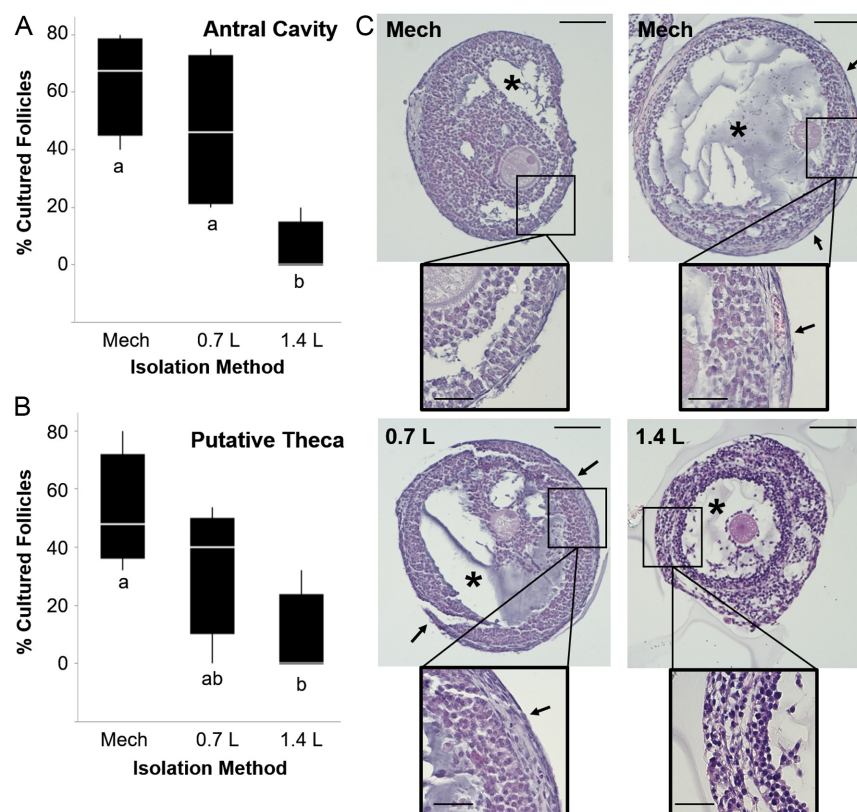 A
Antral Cavity
% Cultured Follicles
80
60
40
20
0
a
a
b
Mech 0.7 L 1.4 L
Isolation Method
B
Putative Theca
% Cultured Follicles
80
60
40
20
0
a
ab
b
Mech 0.7 L 1.4 L
Isolation Method
C
Mech
*
Mech
*
0.7 L
*
1.4 L
*